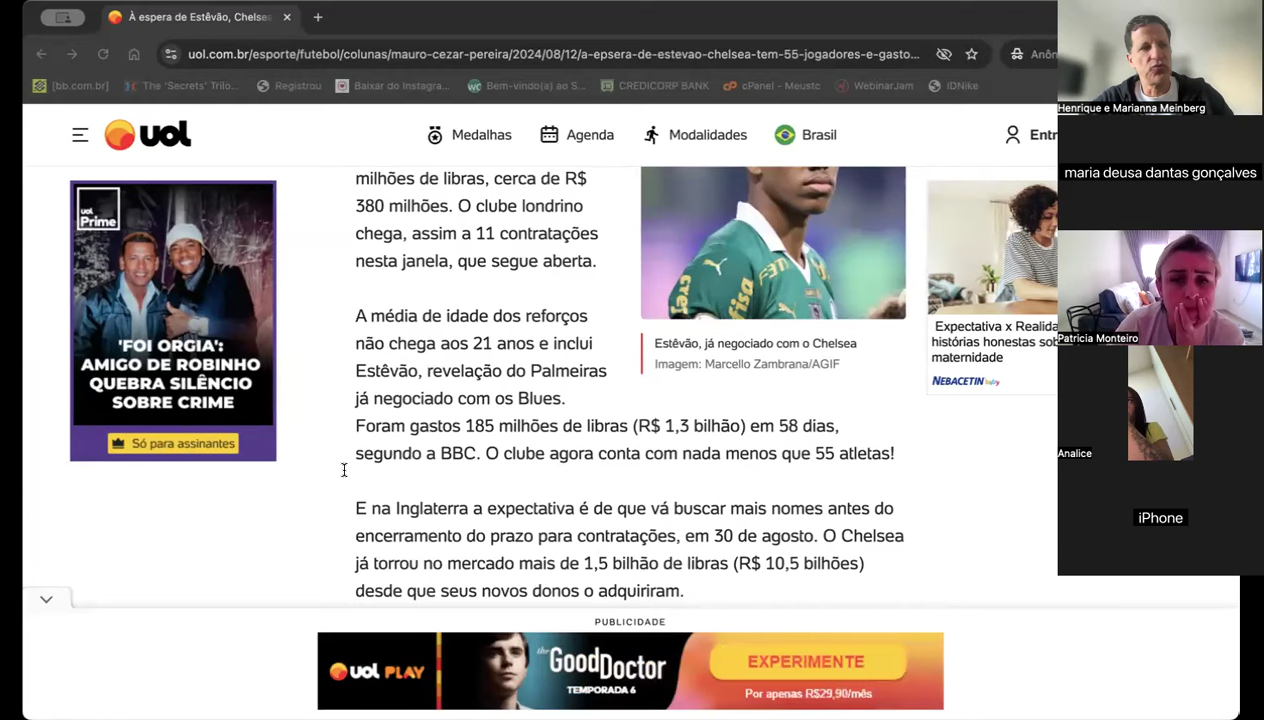 À espera de Estêvão, Chelse
uol.com.br/esporte/futebol/colunas/mauro-cezar-pereira/2024/08/12/a-epsera-de-estevao-chelsea-tem-55-jogadores-e-gasto...
Anôn
[bb.com.br]
The 'Secrets' Trilo...
Registrou
Baixar do Instagra...
Bem-vindo(a) ao S...
CREDICORP BANK
cPanel - Meustc
WebinarJam
IDNike
uol
Medalhas
Agenda
Modalidades
Brasil
Entr
uol
Prime
'FOI ORGIA':
AMIGO DE ROBINHO
QUEBRA SILÊNCIO
SOBRE CRIME
Só para assinantes
milhões de libras, cerca de R$
380 milhões. O clube londrino
chega, assim a 11 contratações
nesta janela, que segue aberta.
A média de idade dos reforços
não chega aos 21 anos e inclui
Estêvão, revelação do Palmeiras
já negociado com os Blues.
Foram gastos 185 milhões de libras (R$ 1,3 bilhão) em 58 dias,
segundo a BBC. O clube agora conta com nada menos que 55 atletas!
E na Inglaterra a expectativa é de que vá buscar mais nomes antes do
encerramento do prazo para contratações, em 30 de agosto. O Chelsea
já torrou no mercado mais de 1,5 bilhão de libras (R$ 10,5 bilhões)
desde que seus novos donos o adquiriram.
Estêvão, já negociado com o Chelsea
Imagem: Marcello Zambrana/AGIF
Expectativa x Realida
histórias honestas sob
maternidade
NEBACETIN baby
PUBLICIDADE
uol PLAY
the GoodDoctor
TEMPORADA 6
EXPERIMENTE
Por apenas R$29,90/mês
Henrique e Marianna Meinberg
maria deusa dantas gonçalves
Patricia Monteiro
Analice
iPhone